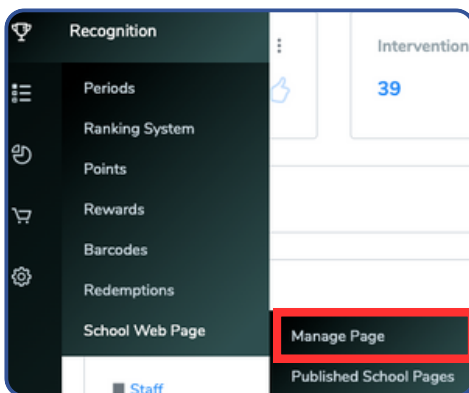 Recognition
Intervention
39
Periods
Ranking System
Points
Rewards
Barcodes
Redemptions
School Web Page
Manage Page
Published School Pages
Staff